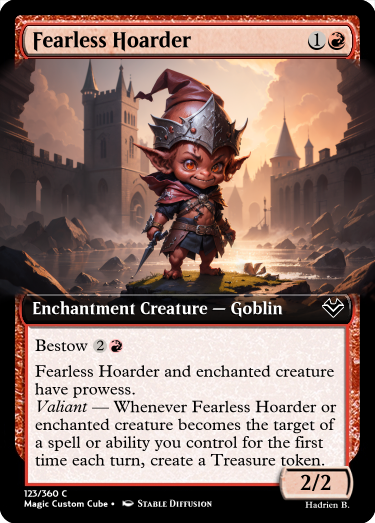 Fearless Hoarder 1
Enchantment Creature — Goblin
Bestow 2
Fearless Hoarder and enchanted creature
have prowess.
Valiant — Whenever Fearless Hoarder or
enchanted creature becomes the target of
a spell or ability you control for the first
time each turn, create a Treasure token.
2/2
123/360 C
Magic Custom Cube • Stable Diffusion
Hadrien B.